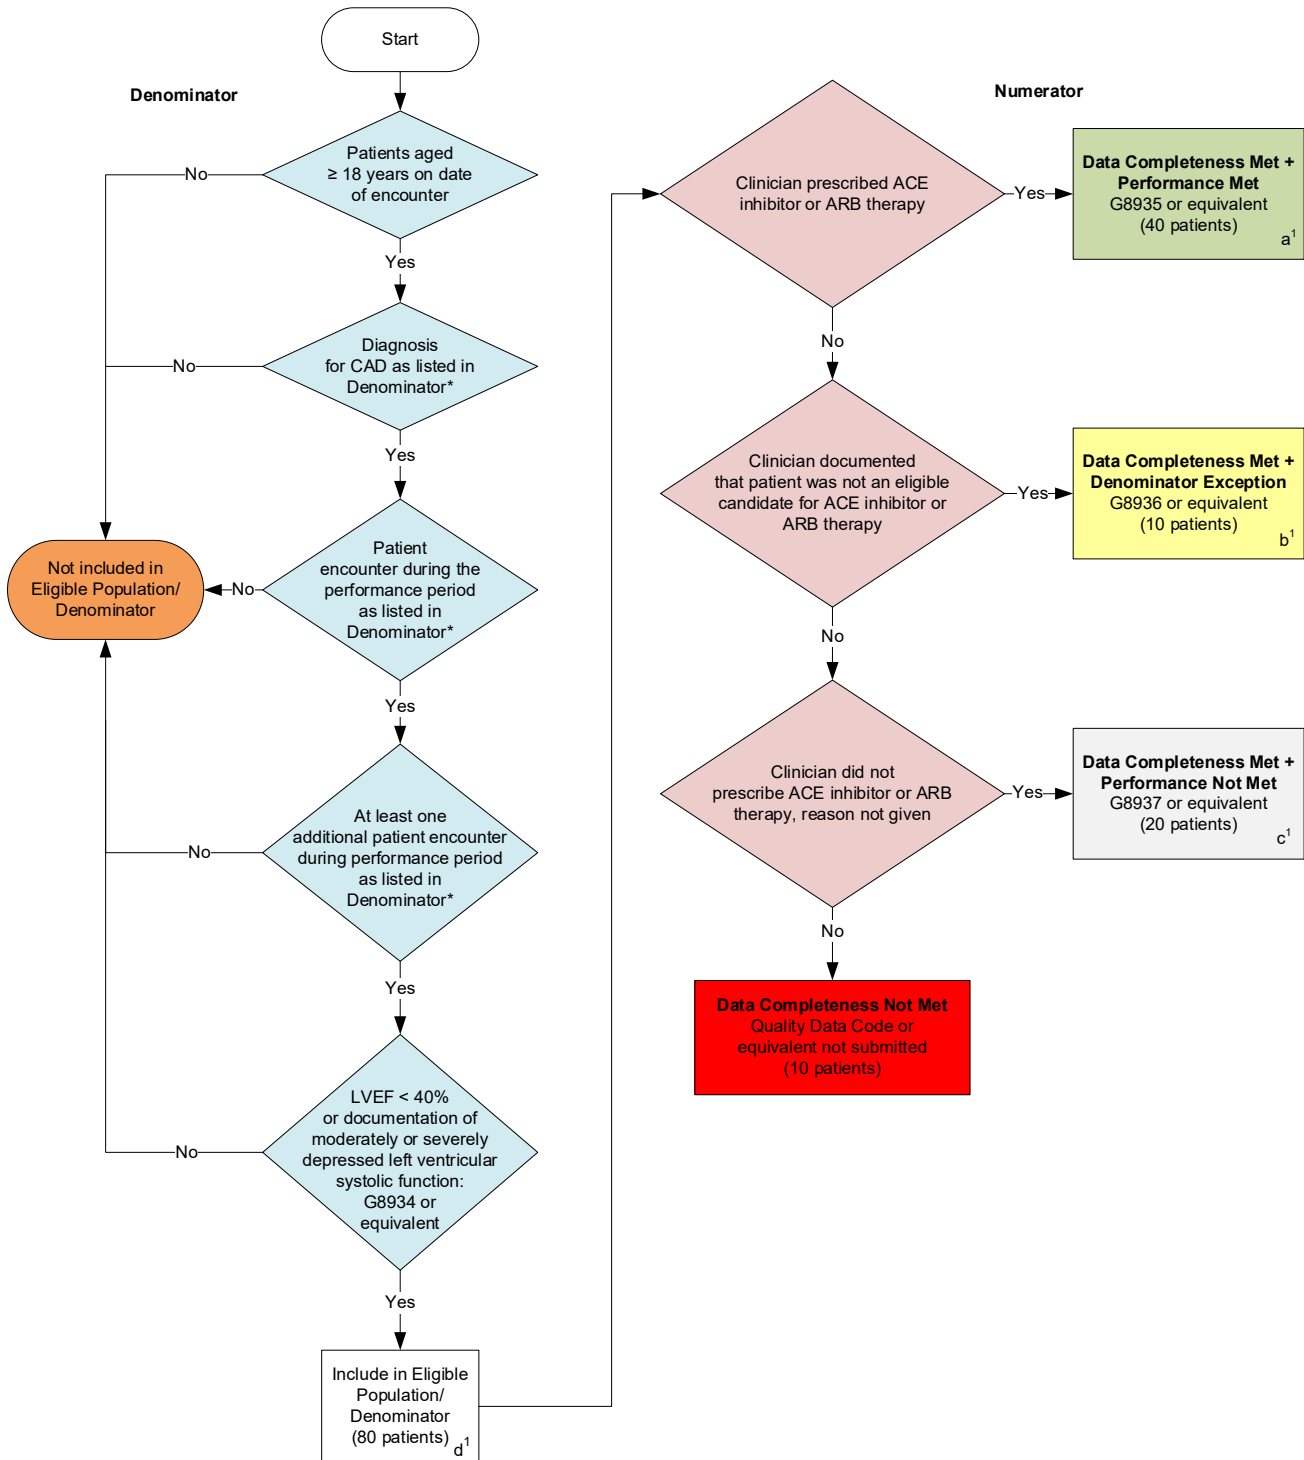 Start
Denominator
Patients aged
≥ 18 years on date
of encounter
No
Yes
Diagnosis
for CAD as listed in
Denominator*
No
Yes
Patient
encounter during the
performance period
as listed in
Denominator*
No
Not included in
Eligible Population/
Denominator
Yes
At least one
additional patient encounter
during performance period
as listed in
Denominator*
No
Yes
LVEF < 40%
or documentation of
moderately or severely
depressed left ventricular
systolic function:
G8934 or
equivalent
No
Yes
Include in Eligible
Population/
Denominator
(80 patients)
d¹
Numerator
Clinician prescribed ACE
inhibitor or ARB therapy
Yes
Data Completeness Met +
Performance Met
G8935 or equivalent
(40 patients)
a¹
No
Clinician documented
that patient was not an eligible
candidate for ACE inhibitor or
ARB therapy
Yes
Data Completeness Met +
Denominator Exception
G8936 or equivalent
(10 patients)
b¹
No
Clinician did not
prescribe ACE inhibitor or ARB
therapy, reason not given
Yes
Data Completeness Met +
Performance Not Met
G8937 or equivalent
(20 patients)
c¹
No
Data Completeness Not Met
Quality Data Code or
equivalent not submitted
(10 patients)